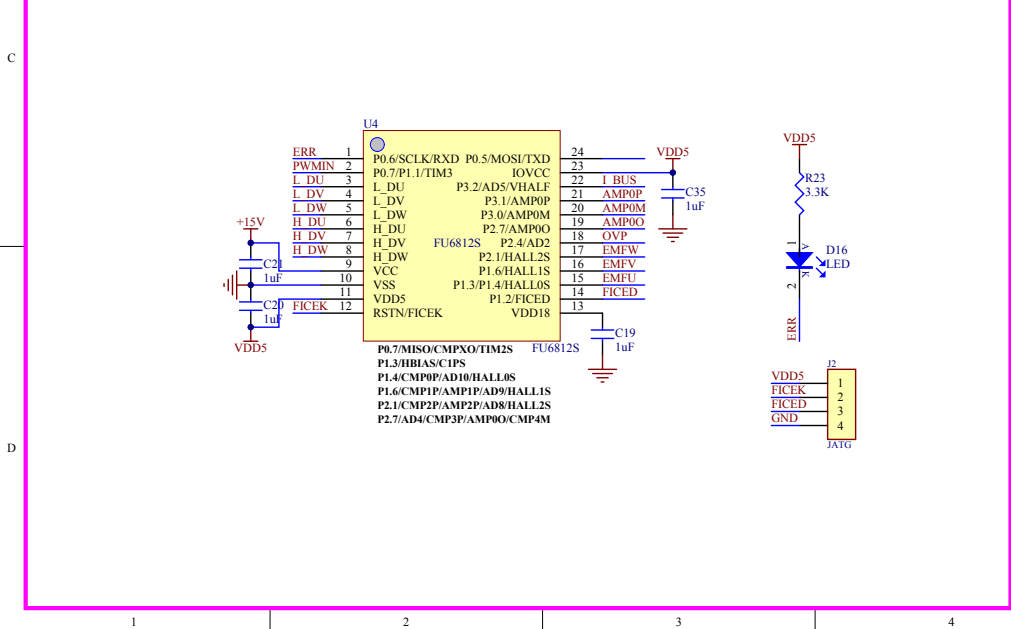 C
U4
ERR 1 P0.6/SCLK/RXD P0.5/MOSI/TXD 24
PWMIN 2 P0.7/P1.1/TIM3 IOVCC 23
L_DU 3 L_DU P3.2/AD5/VHALF 22 I_BUS
L_DV 4 L_DV P3.1/AMP0P 21 AMP0P
L_DW 5 L_DW P3.0/AMP0M 20 AMP0M
H_DU 6 H_DU P2.7/AMP0O 19 AMP0O
H_DV 7 H_DV FU6812S P2.4/AD2 18 OVP
H_DW 8 H_DW P2.1/HALL2S 17 EMFW
9 VCC P1.6/HALL1S 16 EMFV
10 VSS P1.3/P1.4/HALL0S 15 EMFU
11 VDD5 P1.2/FICED 14 FICED
FICEK 12 RSTN/FICEK VDD18 13
FU6812S
+15V
C21
1uF
C20
1uF
VDD5
VDD5
C35
1uF
C19
1uF
P0.7/MISO/CMPXO/TIM2S
P1.3/HBIAS/C1PS
P1.4/CMP0P/AD10/HALL0S
P1.6/CMP1P/AMP1P/AD9/HALL1S
P2.1/CMP2P/AMP2P/AD8/HALL2S
P2.7/AD4/CMP3P/AMP0O/CMP4M
VDD5
R23
3.3K
1
A
D16
LED
K
2
ERR
J2
VDD5 1
FICEK 2
FICED 3
GND 4
JATG
D
1 2 3 4